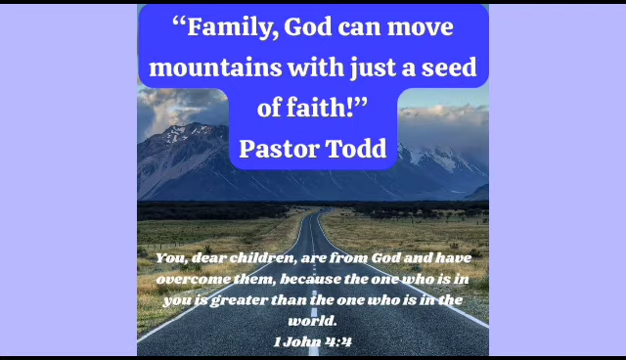 “Family, God can move
mountains with just a seed
of faith!”
Pastor Todd
You, dear children, are from God and have
overcome them, because the one who is in
you is greater than the one who is in the
world.
1 John 4:4